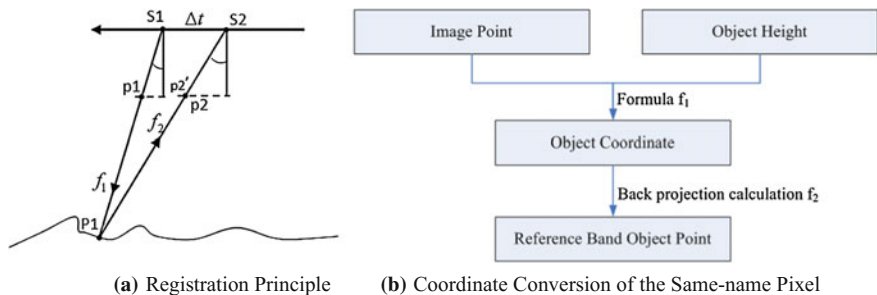 S1
Δt
S2
p1
p2'
p2
f₂
f₁
P1
(a) Registration Principle
Image Point
Object Height
Formula f₁
Object Coordinate
Back projection calculation f₂
Reference Band Object Point
(b) Coordinate Conversion of the Same-name Pixel